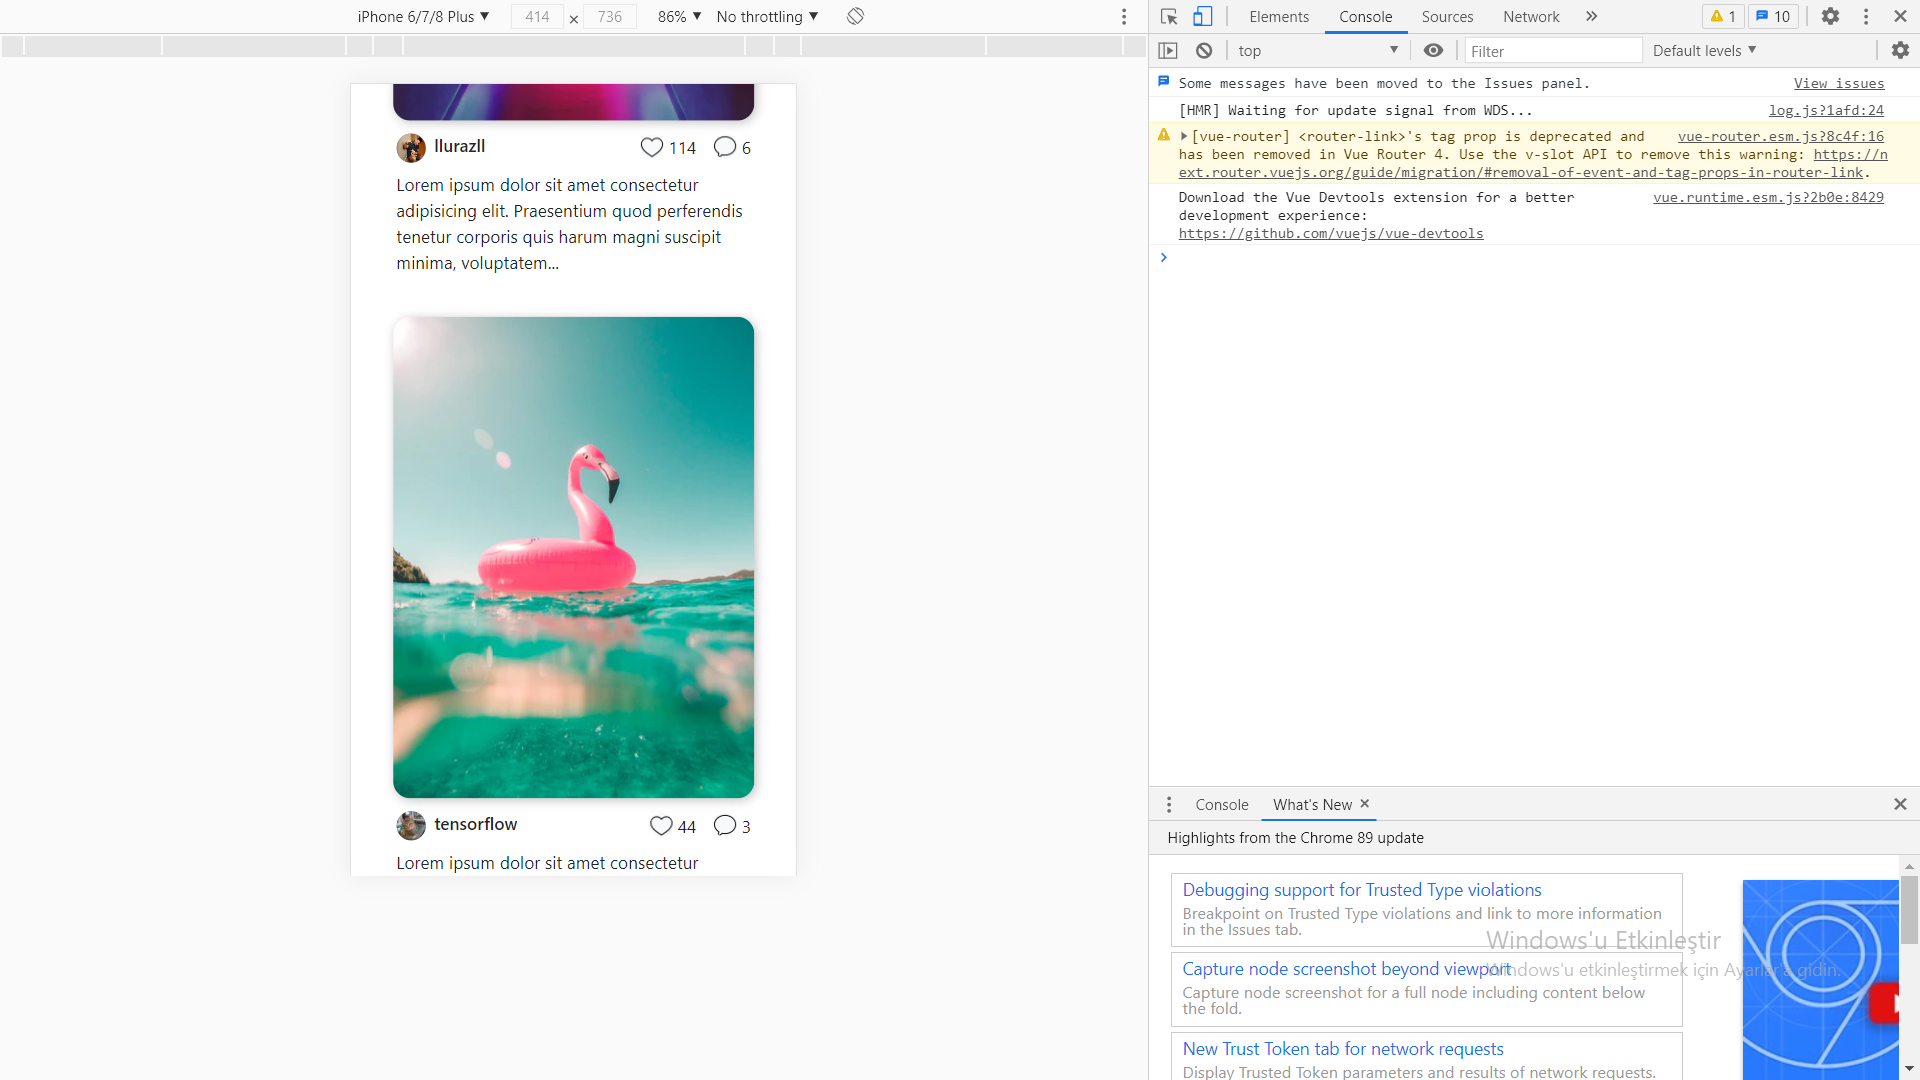 iPhone 6/7/8 Plus ▼ 414 × 736 86% ▼ No throttling ▼
llurazll 114 6
Lorem ipsum dolor sit amet consectetur
adipisicing elit. Praesentium quod perferendis
tenetur corporis quis harum magni suscipit
minima, voluptatem...
tensorflow 44 3
Lorem ipsum dolor sit amet consectetur
Elements Console Sources Network » 1 10
top ▼ Filter Default levels ▼
Some messages have been moved to the Issues panel. View issues
[HMR] Waiting for update signal from WDS... log.js?1afd:24
[vue-router] <router-link>'s tag prop is deprecated and vue-router.esm.js?8c4f:16
has been removed in Vue Router 4. Use the v-slot API to remove this warning: https://n
ext.router.vuejs.org/guide/migration/#removal-of-event-and-tag-props-in-router-link.
Download the Vue Devtools extension for a better vue.runtime.esm.js?2b0e:8429
development experience:
https://github.com/vuejs/vue-devtools
Console What's New ×
Highlights from the Chrome 89 update
Debugging support for Trusted Type violations
Breakpoint on Trusted Type violations and link to more information
in the Issues tab.
Windows'u Etkinleştir
Windows'u etkinleştirmek için Ayarlar'a gidin.
Capture node screenshot beyond viewport
Capture node screenshot for a full node including content below
the fold.
New Trust Token tab for network requests
Display Trusted Token parameters and results of network requests.